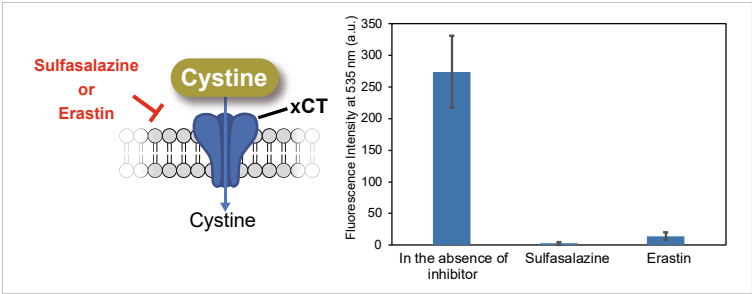 Sulfasalazine
or
Erastin
Cystine
xCT
Cystine
Fluorescence Intensity at 535 nm (a.u.)
350
300
250
200
150
100
50
0
In the absence of
inhibitor
Sulfasalazine
Erastin